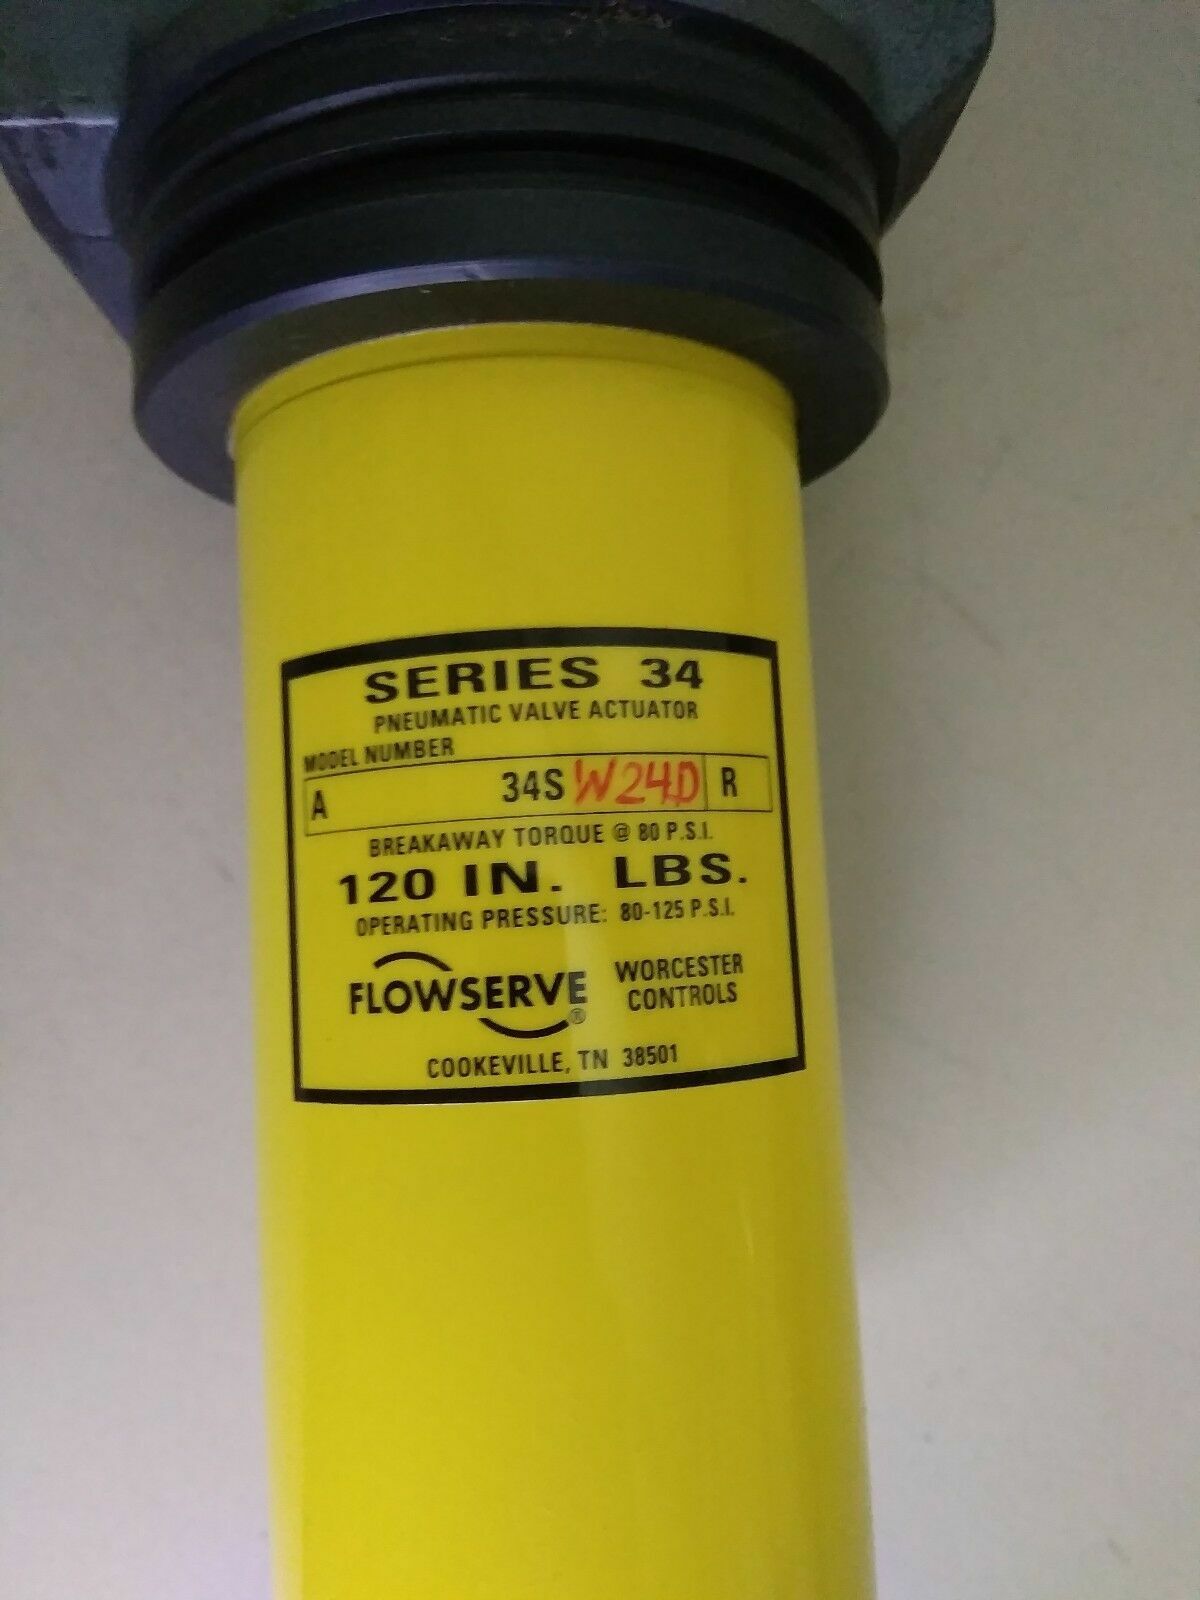 SERIES 34
PNEUMATIC VALVE ACTUATOR
MODEL NUMBER
A 34S W24D R
BREAKAWAY TORQUE @ 80 P.S.I.
120 IN. LBS.
OPERATING PRESSURE: 80-125 P.S.I.
FLOWSERVE® WORCESTER
CONTROLS
COOKEVILLE, TN 38501